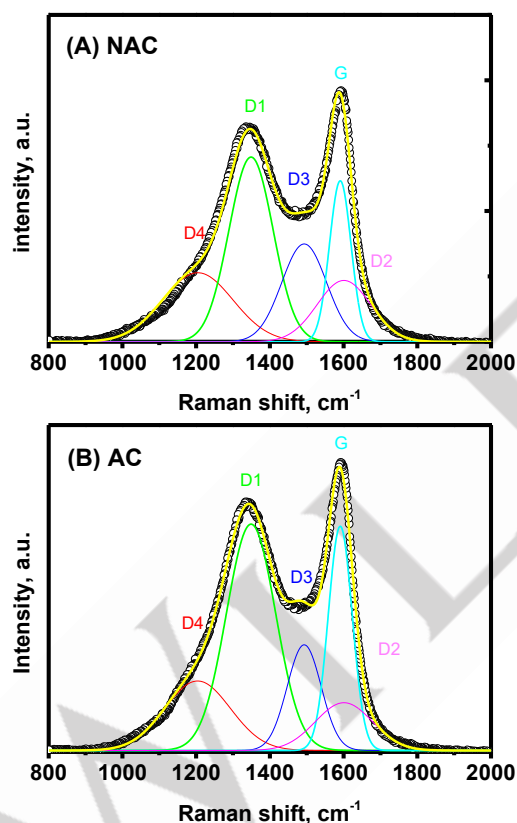 (A) NAC
G
D1
D3
D4
D2
intensity, a.u.
800 1000 1200 1400 1600 1800 2000
Raman shift, cm-1
(B) AC
G
D1
D3
D4
D2
Intensity, a.u.
800 1000 1200 1400 1600 1800 2000
Raman shift, cm-1